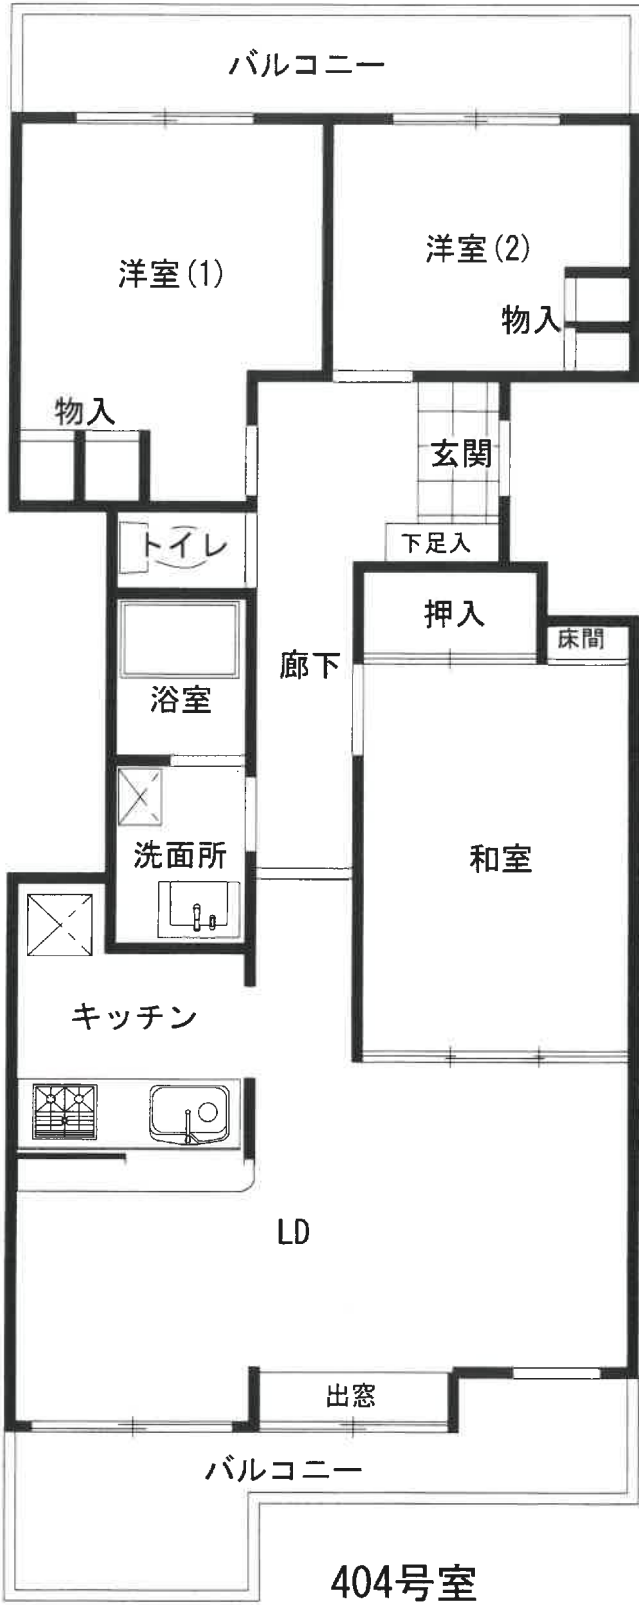 バルコニー
洋室(1)
洋室(2)
物入
物入
玄関
トイレ
下足入
押入
床間
廊下
浴室
洗面所
和室
キッチン
LD
出窓
バルコニー
404号室